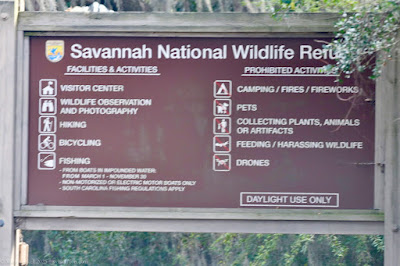 Savannah National Wildlife Refu
FACILITIES & ACTIVITIES
VISITOR CENTER
WILDLIFE OBSERVATION
AND PHOTOGRAPHY
HIKING
BICYCLING
FISHING
- FROM BOATS IN IMPOUNDED WATER:
FROM MARCH 1 - NOVEMBER 30
- NON-MOTORIZED OR ELECTRIC MOTOR BOATS ONLY
- SOUTH CAROLINA FISHING REGULATIONS APPLY
PROHIBITED ACTIVITIES
CAMPING / FIRES / FIREWORKS
PETS
COLLECTING PLANTS, ANIMALS
OR ARTIFACTS
FEEDING / HARASSING WILDLIFE
DRONES
DAYLIGHT USE ONLY